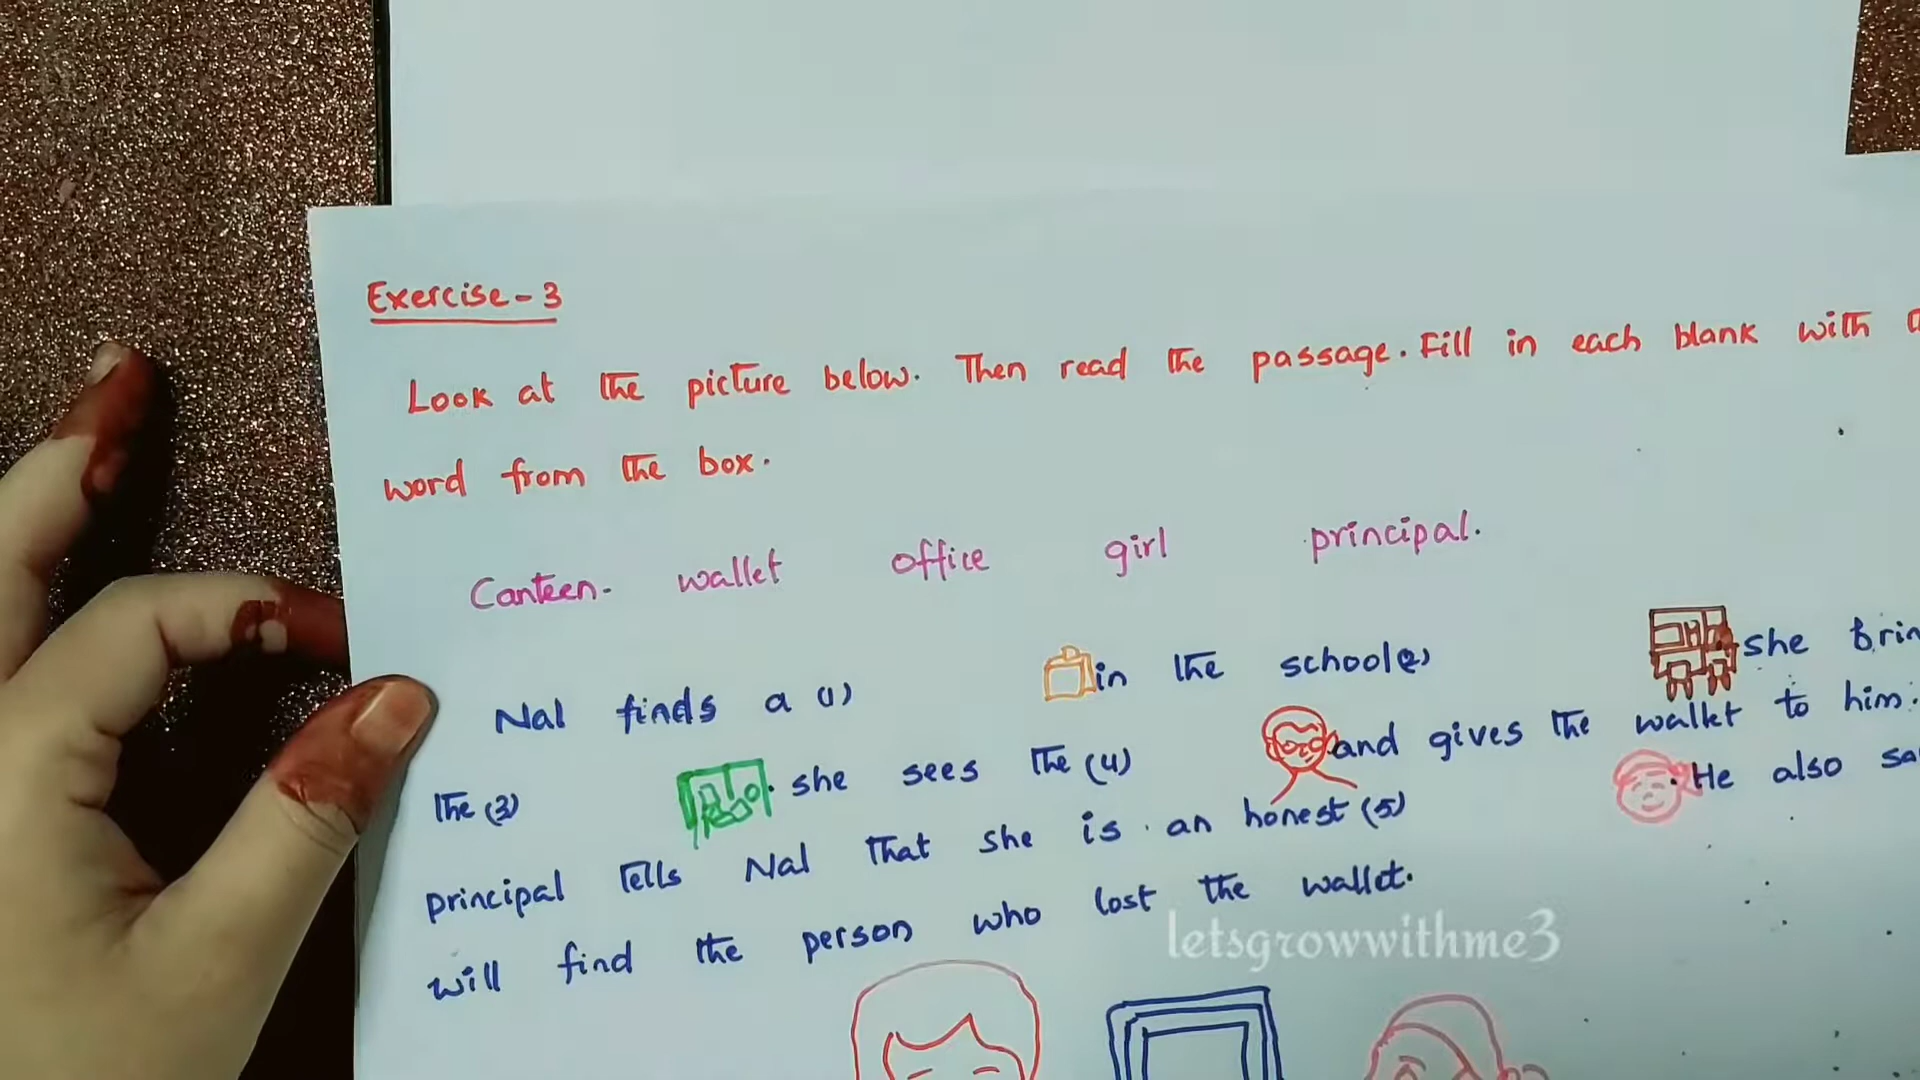 Exercise-3
Look at the picture below. Then read the passage. Fill in each blank with
word from the box.
Canteen. wallet office girl principal.
Nal finds a (1) in the school(2) she
the (3) . she sees the (4) and gives the wallet to him.
principal tells Nal that she is an honest (5) . He also
will find the person who lost the wallet.
letsgrowwithme3